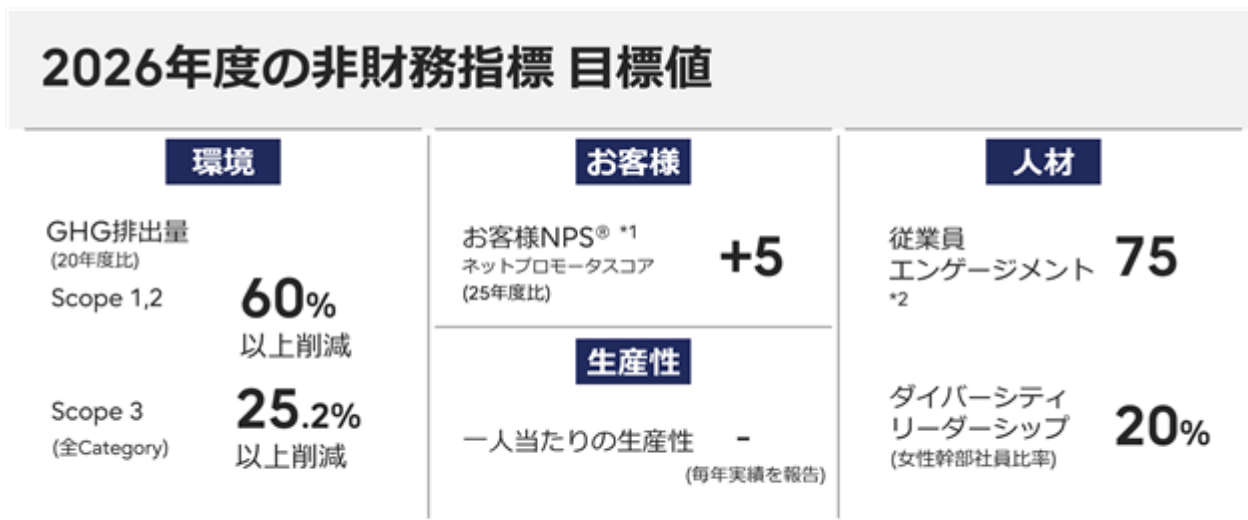 2026年度の非財務指標 目標値
環境
GHG排出量
(20年度比)
Scope 1,2
60%
以上削減
Scope 3
(全Category)
25.2%
以上削減
お客様
お客様NPS® *1
ネットプロモータスコア
(25年度比)
+5
生産性
一人当たりの生産性
-
(毎年実績を報告)
人材
従業員
エンゲージメント
*2
75
ダイバーシティ
リーダーシップ
(女性幹部社員比率)
20%